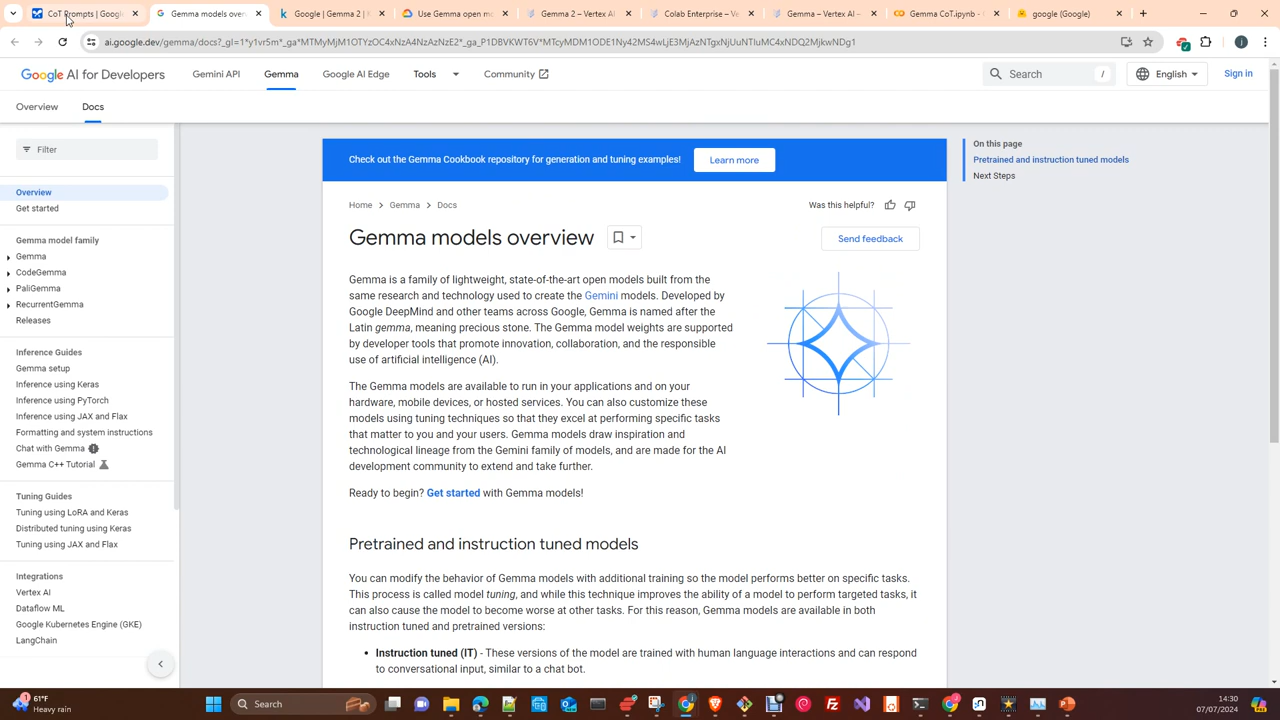 CoT Prompts | Google
Gemma models over
Google | Gemma 2 | K
Use Gemma open mo
Gemma 2 – Vertex AI
Colab Enterprise – Ve
Gemma – Vertex AI –
Gemma CoT.ipynb -
google (Google)
ai.google.dev/gemma/docs?_gl=1*y1vr5m*_ga*MTMyMjM1OTYzOC4xNzA4NzAzNzE2*_ga_P1DBVKWT6V*MTcyMDM1ODE1Ny42MS4wLjE3MjAzNTgxNjUuNTIuMC4xNDQ2MjkwNDg1
Google AI for Developers
Gemini API
Gemma
Google AI Edge
Tools
Community
Search /
English
Sign in
Overview
Docs
Filter
Overview
Get started
Gemma model family
Gemma
CodeGemma
PaliGemma
RecurrentGemma
Releases
Inference Guides
Gemma setup
Inference using Keras
Inference using PyTorch
Inference using JAX and Flax
Formatting and system instructions
Chat with Gemma
Gemma C++ Tutorial
Tuning Guides
Tuning using LoRA and Keras
Distributed tuning using Keras
Tuning using JAX and Flax
Integrations
Vertex AI
Dataflow ML
Google Kubernetes Engine (GKE)
LangChain
Check out the Gemma Cookbook repository for generation and tuning examples!
Learn more
Home > Gemma > Docs
Was this helpful?
Gemma models overview
Send feedback
Gemma is a family of lightweight, state-of-the-art open models built from the
same research and technology used to create the Gemini models. Developed by
Google DeepMind and other teams across Google, Gemma is named after the
Latin gemma, meaning precious stone. The Gemma model weights are supported
by developer tools that promote innovation, collaboration, and the responsible
use of artificial intelligence (AI).
The Gemma models are available to run in your applications and on your
hardware, mobile devices, or hosted services. You can also customize these
models using tuning techniques so that they excel at performing specific tasks
that matter to you and your users. Gemma models draw inspiration and
technological lineage from the Gemini family of models, and are made for the AI
development community to extend and take further.
Ready to begin? Get started with Gemma models!
Pretrained and instruction tuned models
You can modify the behavior of Gemma models with additional training so the model performs better on specific tasks.
This process is called model tuning, and while this technique improves the ability of a model to perform targeted tasks, it
can also cause the model to become worse at other tasks. For this reason, Gemma models are available in both
instruction tuned and pretrained versions:
• Instruction tuned (IT) - These versions of the model are trained with human language interactions and can respond
to conversational input, similar to a chat bot.
On this page
Pretrained and instruction tuned models
Next Steps
61°F
Heavy rain
Search
14:30
07/07/2024